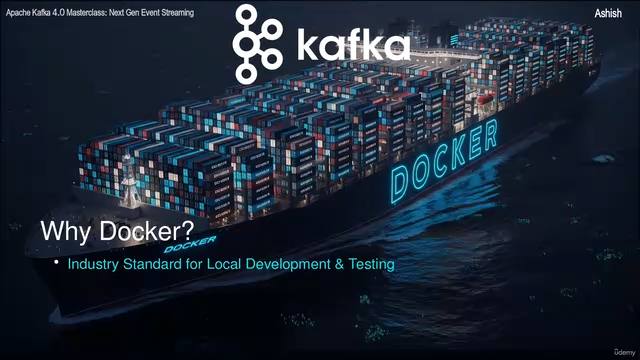 Apache Kafka 4.0 Masterclass: Next Gen Event Streaming
Ashish
kafka
DOCKER
Why Docker?
DOCKER
• Industry Standard for Local Development & Testing
udemy